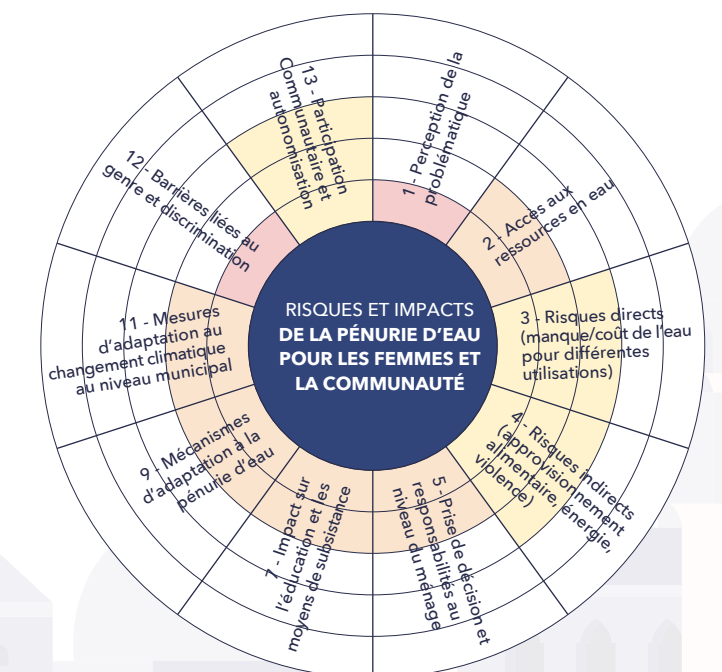 RISQUES ET IMPACTS
DE LA PÉNURIE D'EAU
POUR LES FEMMES ET
LA COMMUNAUTÉ
1 - Perception de la
problématique
2 - Accès aux
ressources en eau
3 - Risques directs
(manque/coût de l'eau
pour différentes
utilisations)
4 - Risques indirects
(approvisionnement
alimentaire, énergie,
violence)
5 - Prise de décision et
responsabilités au
niveau du ménage
7 - Impact sur
l'éducation et les
moyens de subsistance
9 - Mécanismes
d'adaptation à la
pénurie d'eau
11 - Mesures
d'adaptation au
changement climatique
au niveau municipal
12 - Barrières liées au
genre et discrimination
13 - Participation
Communautaire et
autonomisation